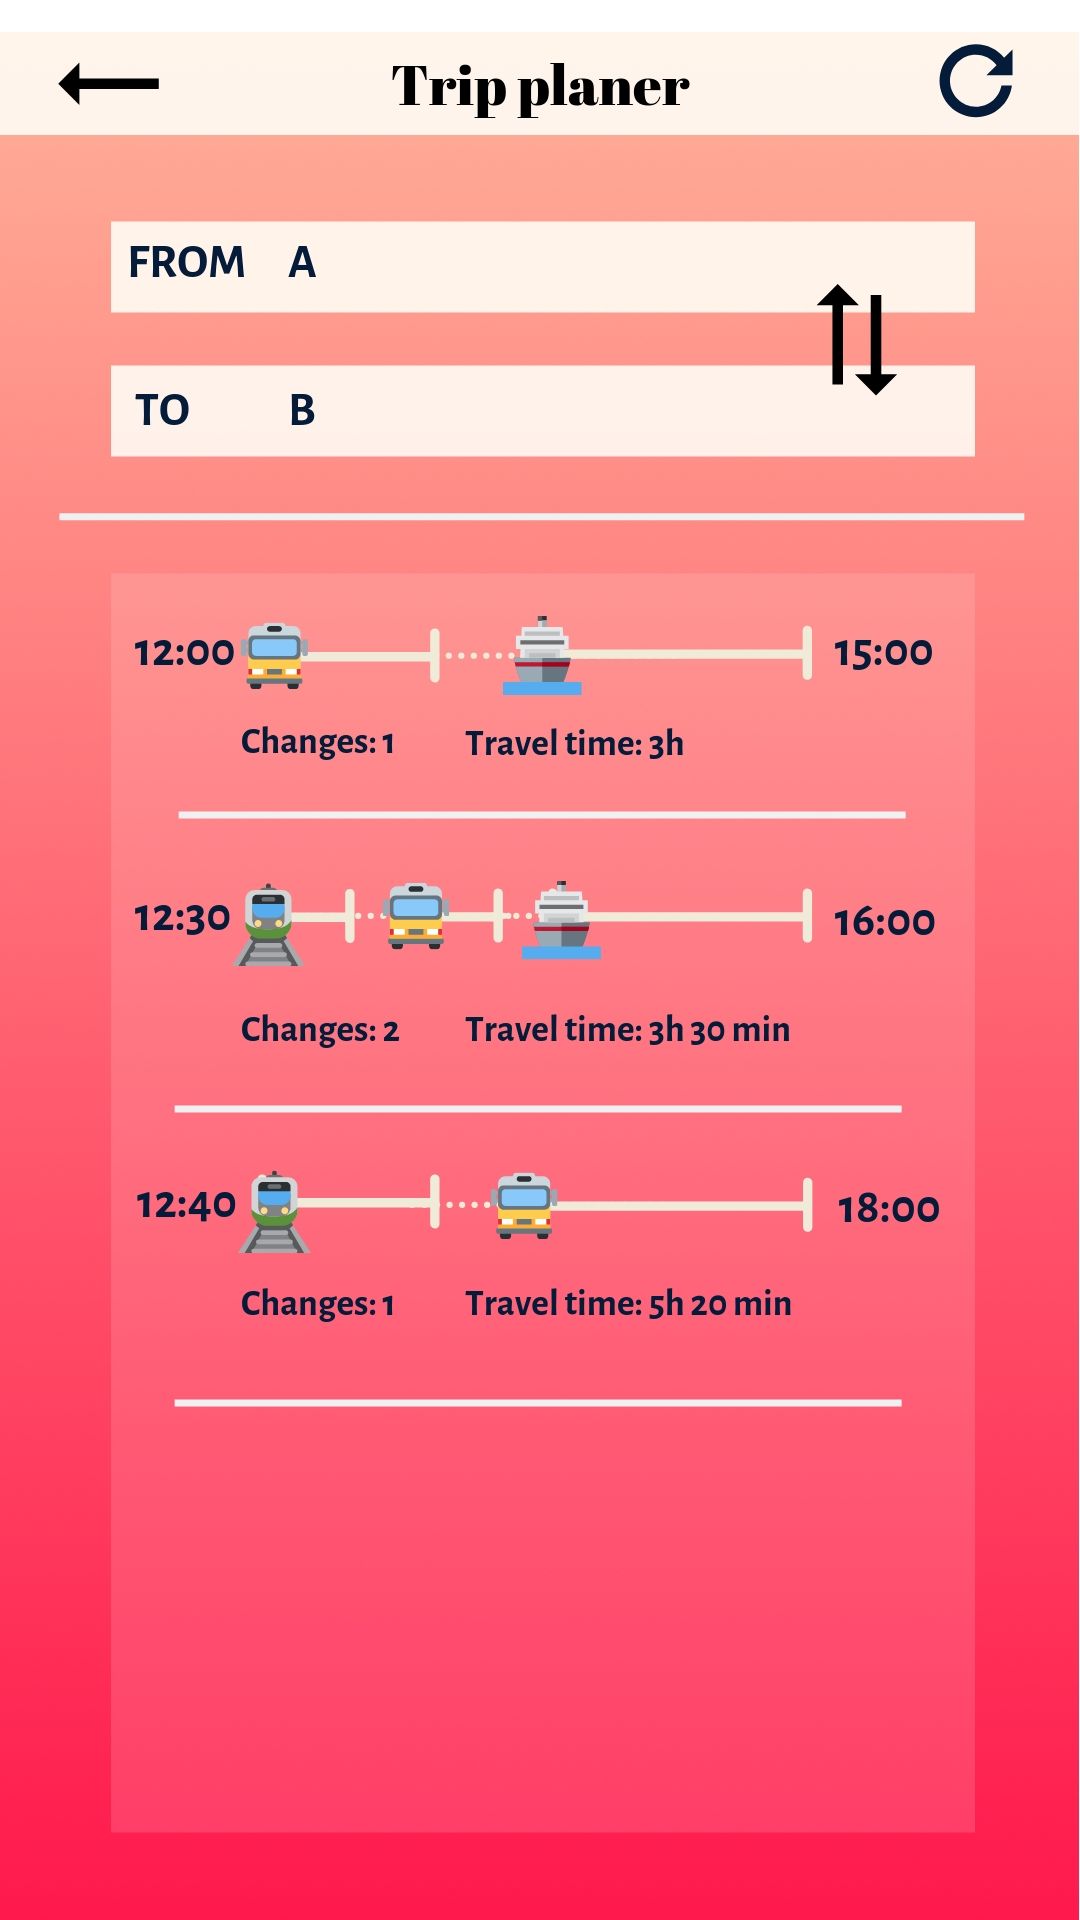 Trip planer
FROM A
TO B
12:00 15:00
Changes: 1 Travel time: 3h
12:30 16:00
Changes: 2 Travel time: 3h 30 min
12:40 18:00
Changes: 1 Travel time: 5h 20 min